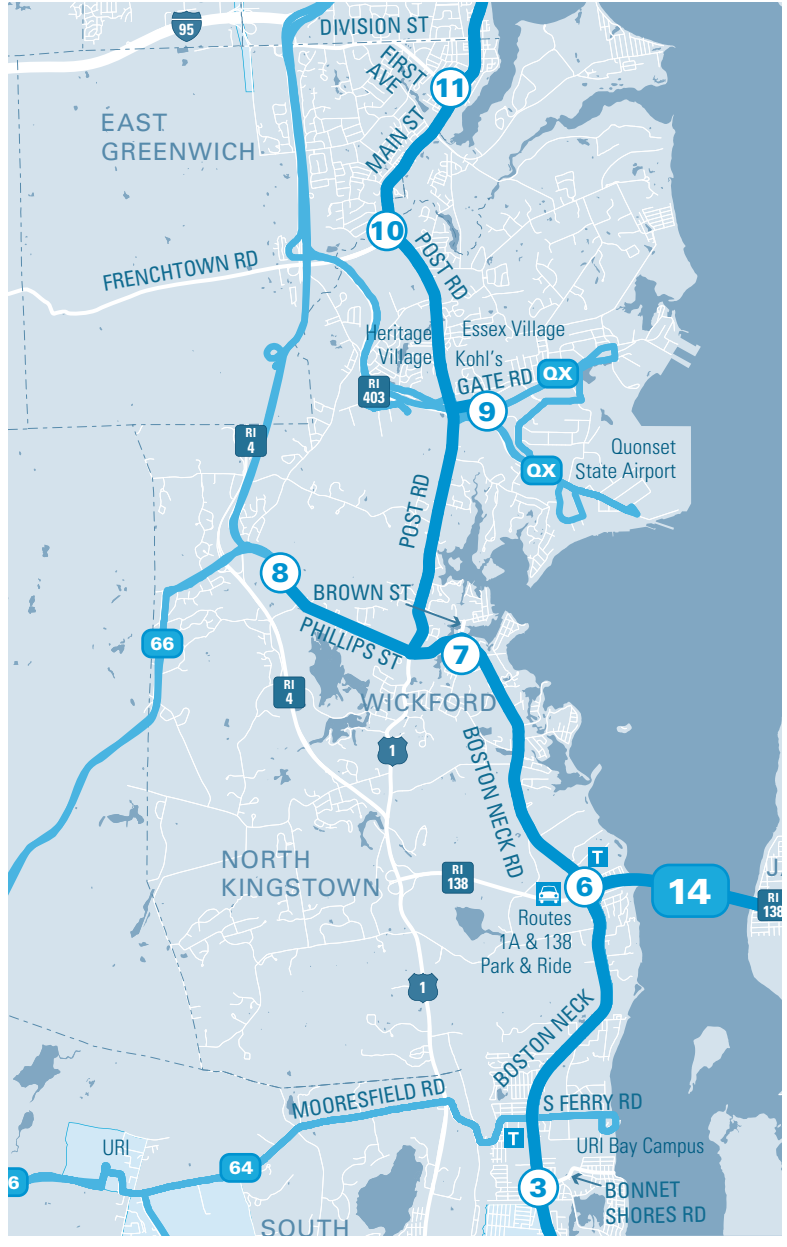 95
DIVISION ST
FIRST
AVE
11
EAST
GREENWICH
MAIN ST
10
POST RD
FRENCHTOWN RD
Heritage
Village
Essex Village
Kohl's
GATE RD
QX
RI
403
9
RI
4
QX
Quonset
State Airport
POST RD
8
BROWN ST
PHILLIPS ST
7
66
RI
4
WICKFORD
1
BOSTON NECK RD
NORTH
KINGSTOWN
RI
138
T
6
14
J
RI
138
Routes
1A & 138
Park & Ride
1
BOSTON NECK
MOORESFIELD RD
S FERRY RD
T
URI Bay Campus
URI
64
6
3
BONNET
SHORES RD
SOUTH